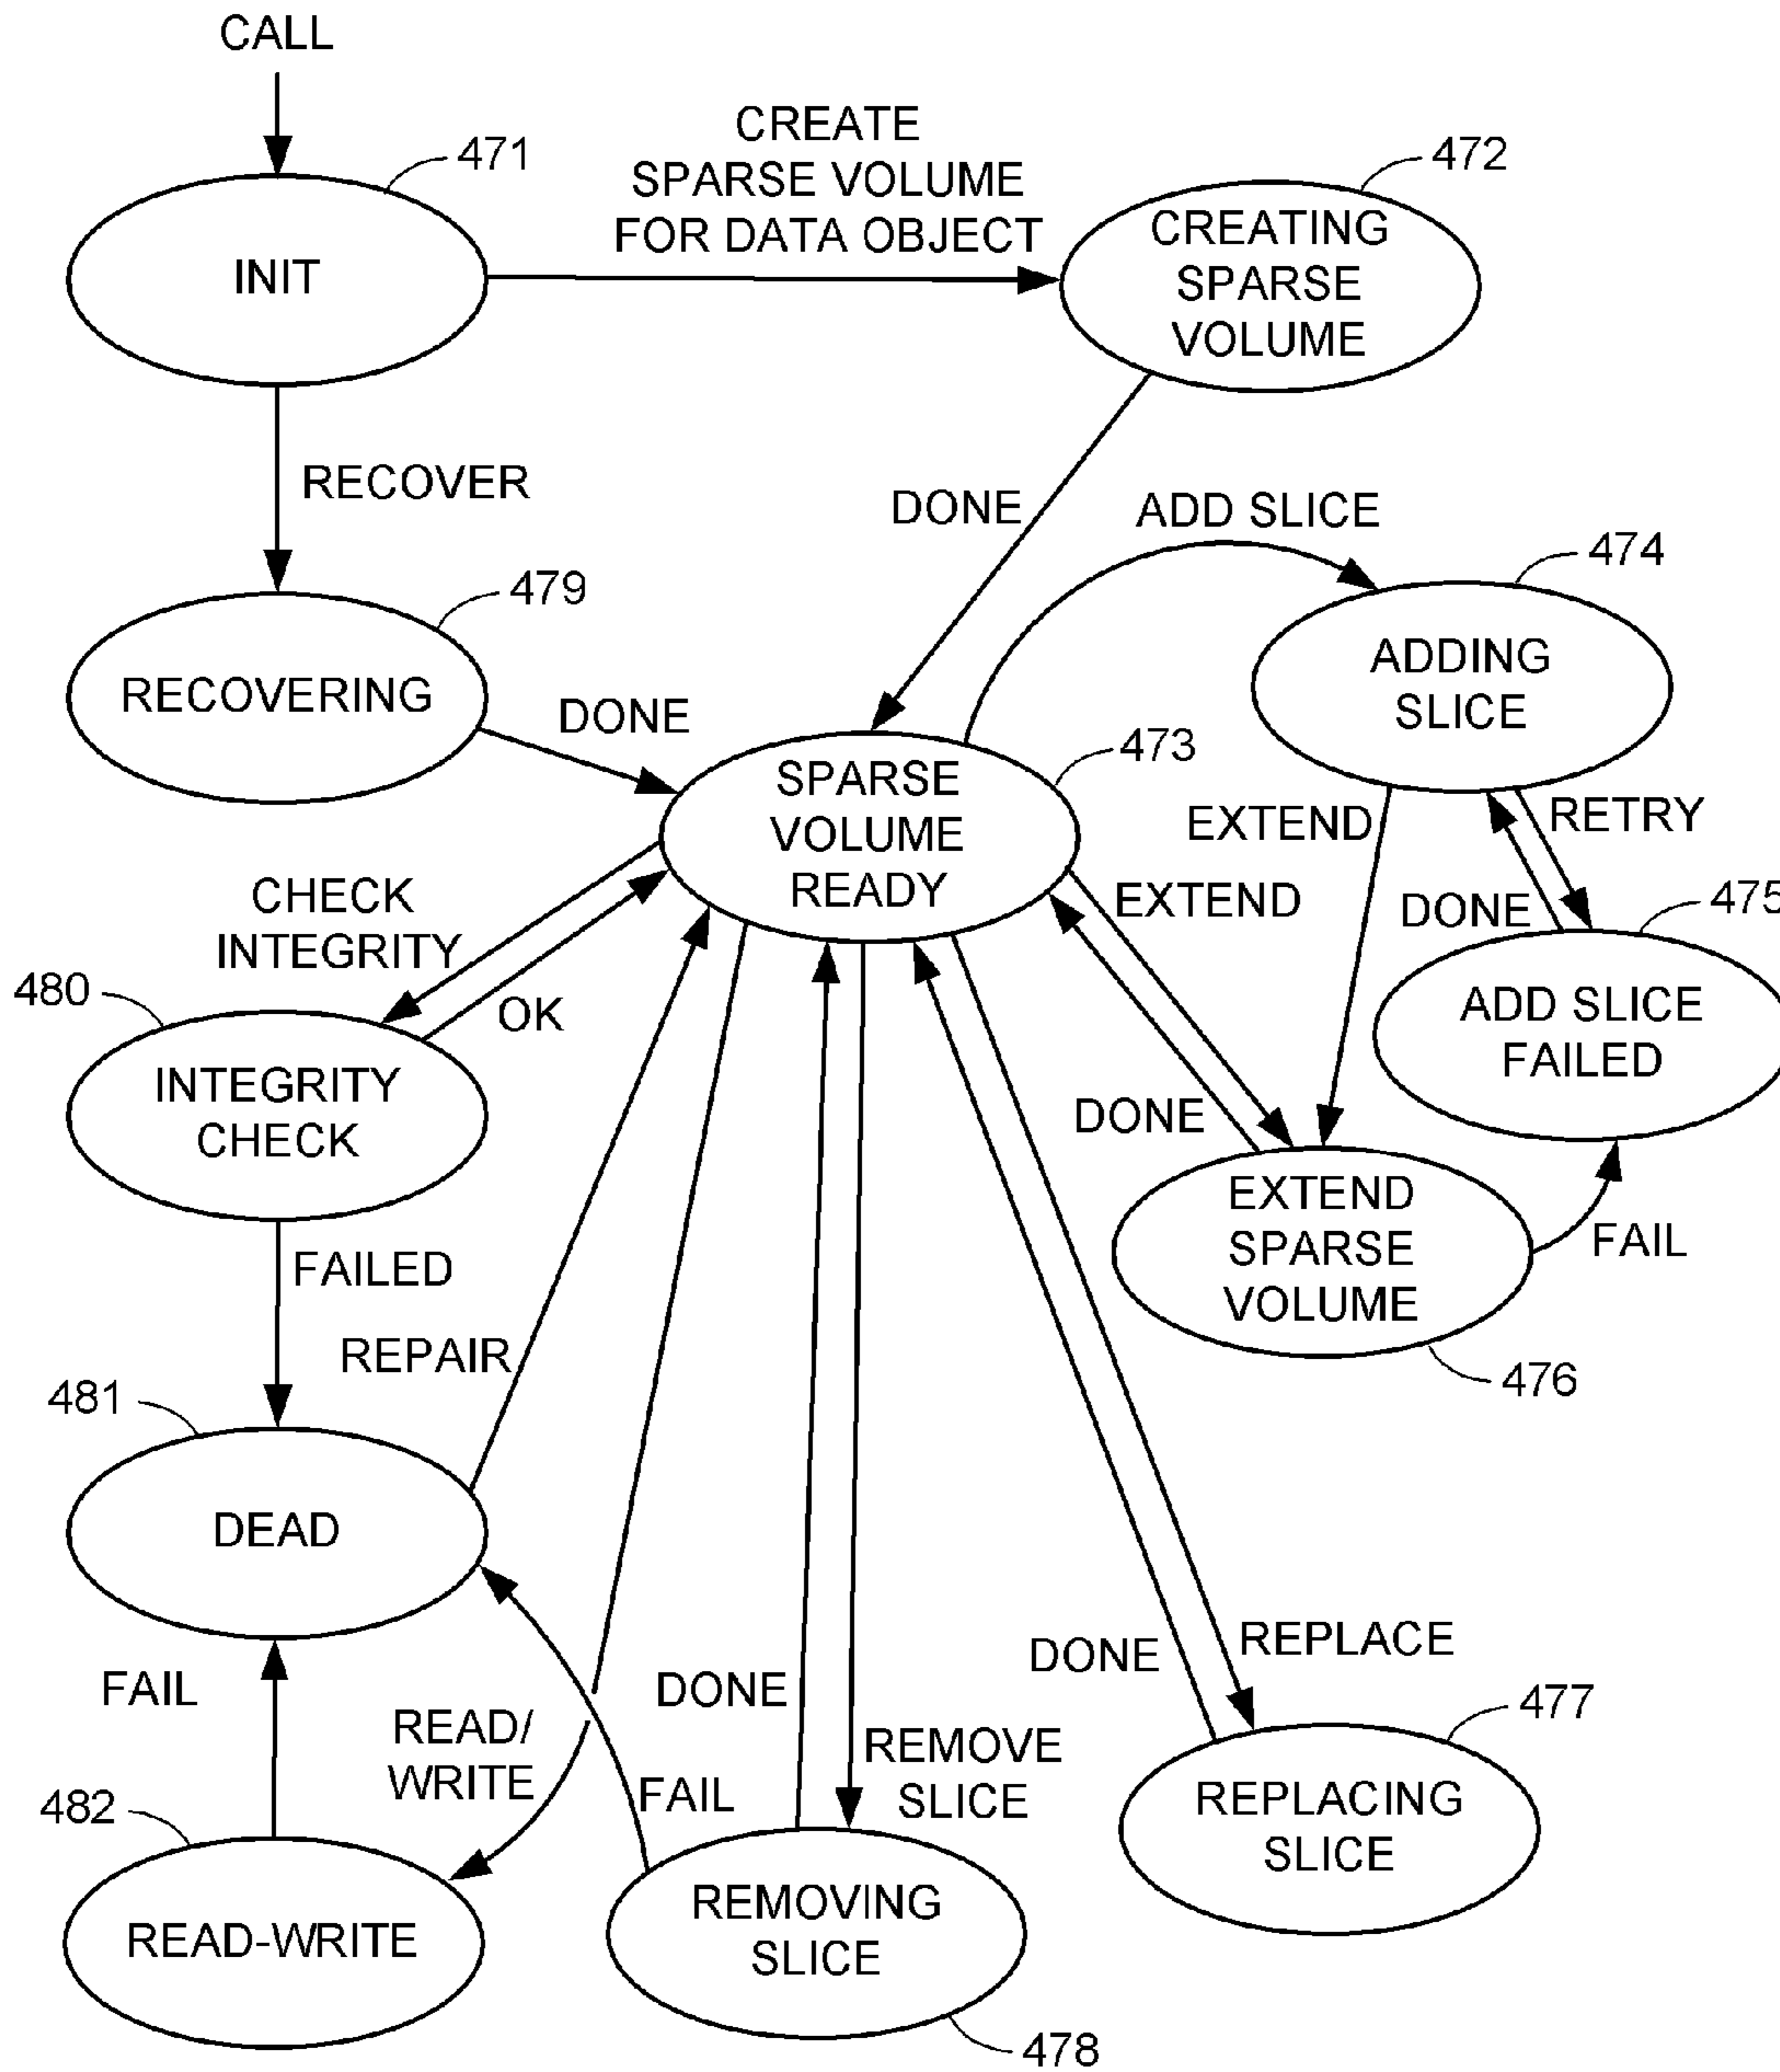 CALL
471
CREATE
SPARSE VOLUME
FOR DATA OBJECT
472
CREATING
SPARSE
VOLUME
INIT
RECOVER
DONE
ADD SLICE
474
479
RECOVERING
DONE
ADDING
SLICE
473
SPARSE
VOLUME
READY
EXTEND
RETRY
CHECK
INTEGRITY
EXTEND
DONE
475
480
OK
ADD SLICE
FAILED
INTEGRITY
CHECK
DONE
EXTEND
SPARSE
VOLUME
FAIL
FAILED
REPAIR
476
481
DEAD
FAIL
READ/
WRITE
DONE
REMOVE
SLICE
DONE
REPLACE
477
482
FAIL
REPLACING
SLICE
READ-WRITE
REMOVING
SLICE
478